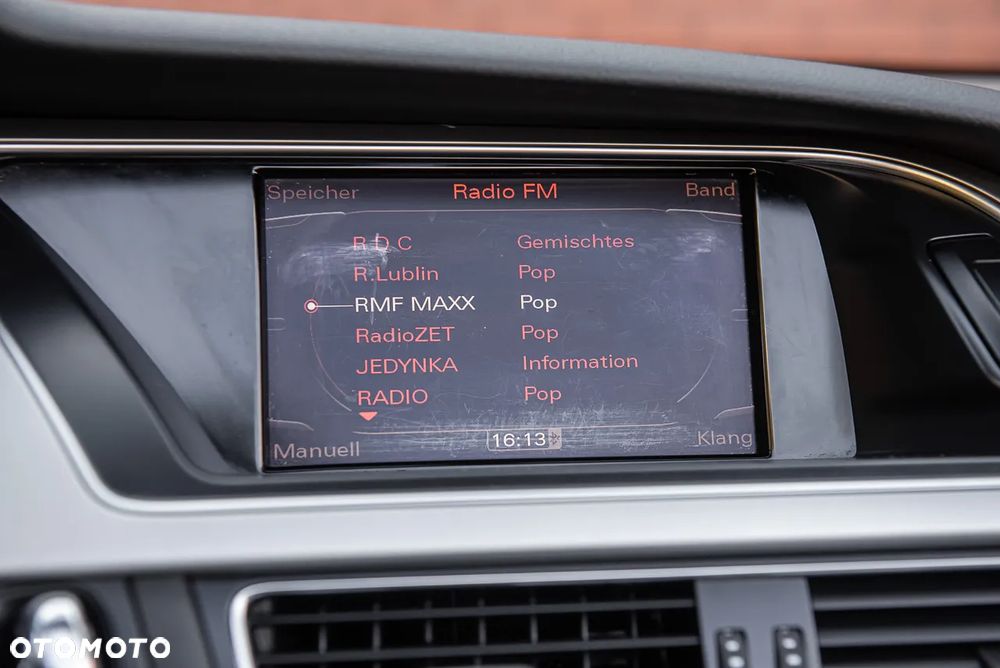 Speicher Radio FM Band
R.D.C Gemischtes
R.Lublin Pop
RMF MAXX Pop
RadioZET Pop
JEDYNKA Information
RADIO Pop
Manuell 16:13 Klang
OTOMOTO